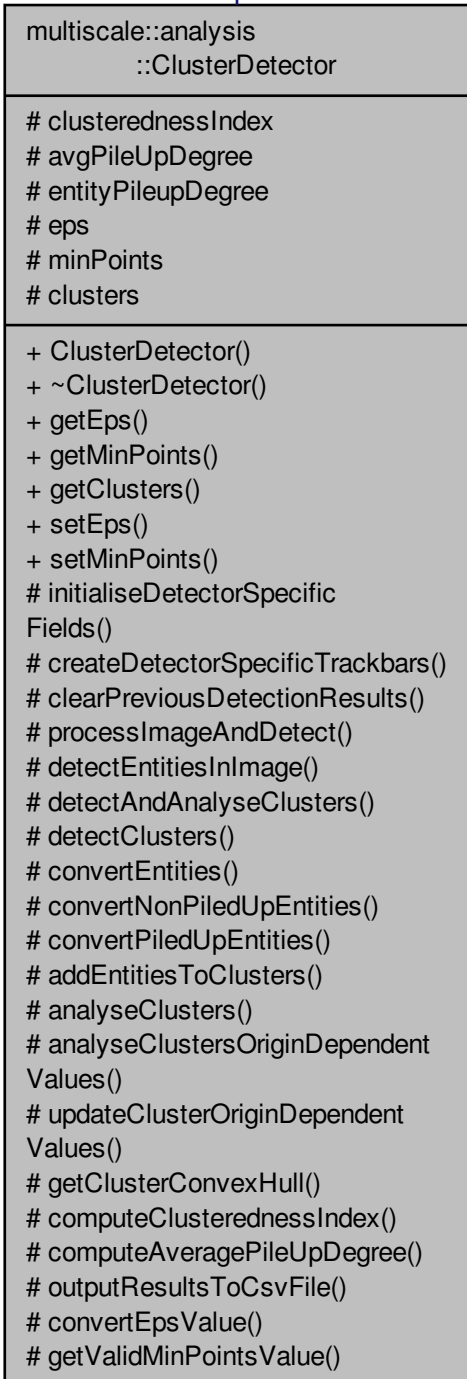 multiscale::analysis
::ClusterDetector
# clusterednessIndex
# avgPileUpDegree
# entityPileupDegree
# eps
# minPoints
# clusters
+ ClusterDetector()
+ ~ClusterDetector()
+ getEps()
+ getMinPoints()
+ getClusters()
+ setEps()
+ setMinPoints()
# initialiseDetectorSpecific
Fields()
# createDetectorSpecificTrackbars()
# clearPreviousDetectionResults()
# processImageAndDetect()
# detectEntitiesInImage()
# detectAndAnalyseClusters()
# detectClusters()
# convertEntities()
# convertNonPiledUpEntities()
# convertPiledUpEntities()
# addEntitiesToClusters()
# analyseClusters()
# analyseClustersOriginDependent
Values()
# updateClusterOriginDependent
Values()
# getClusterConvexHull()
# computeClusterednessIndex()
# computeAveragePileUpDegree()
# outputResultsToCsvFile()
# convertEpsValue()
# getValidMinPointsValue()